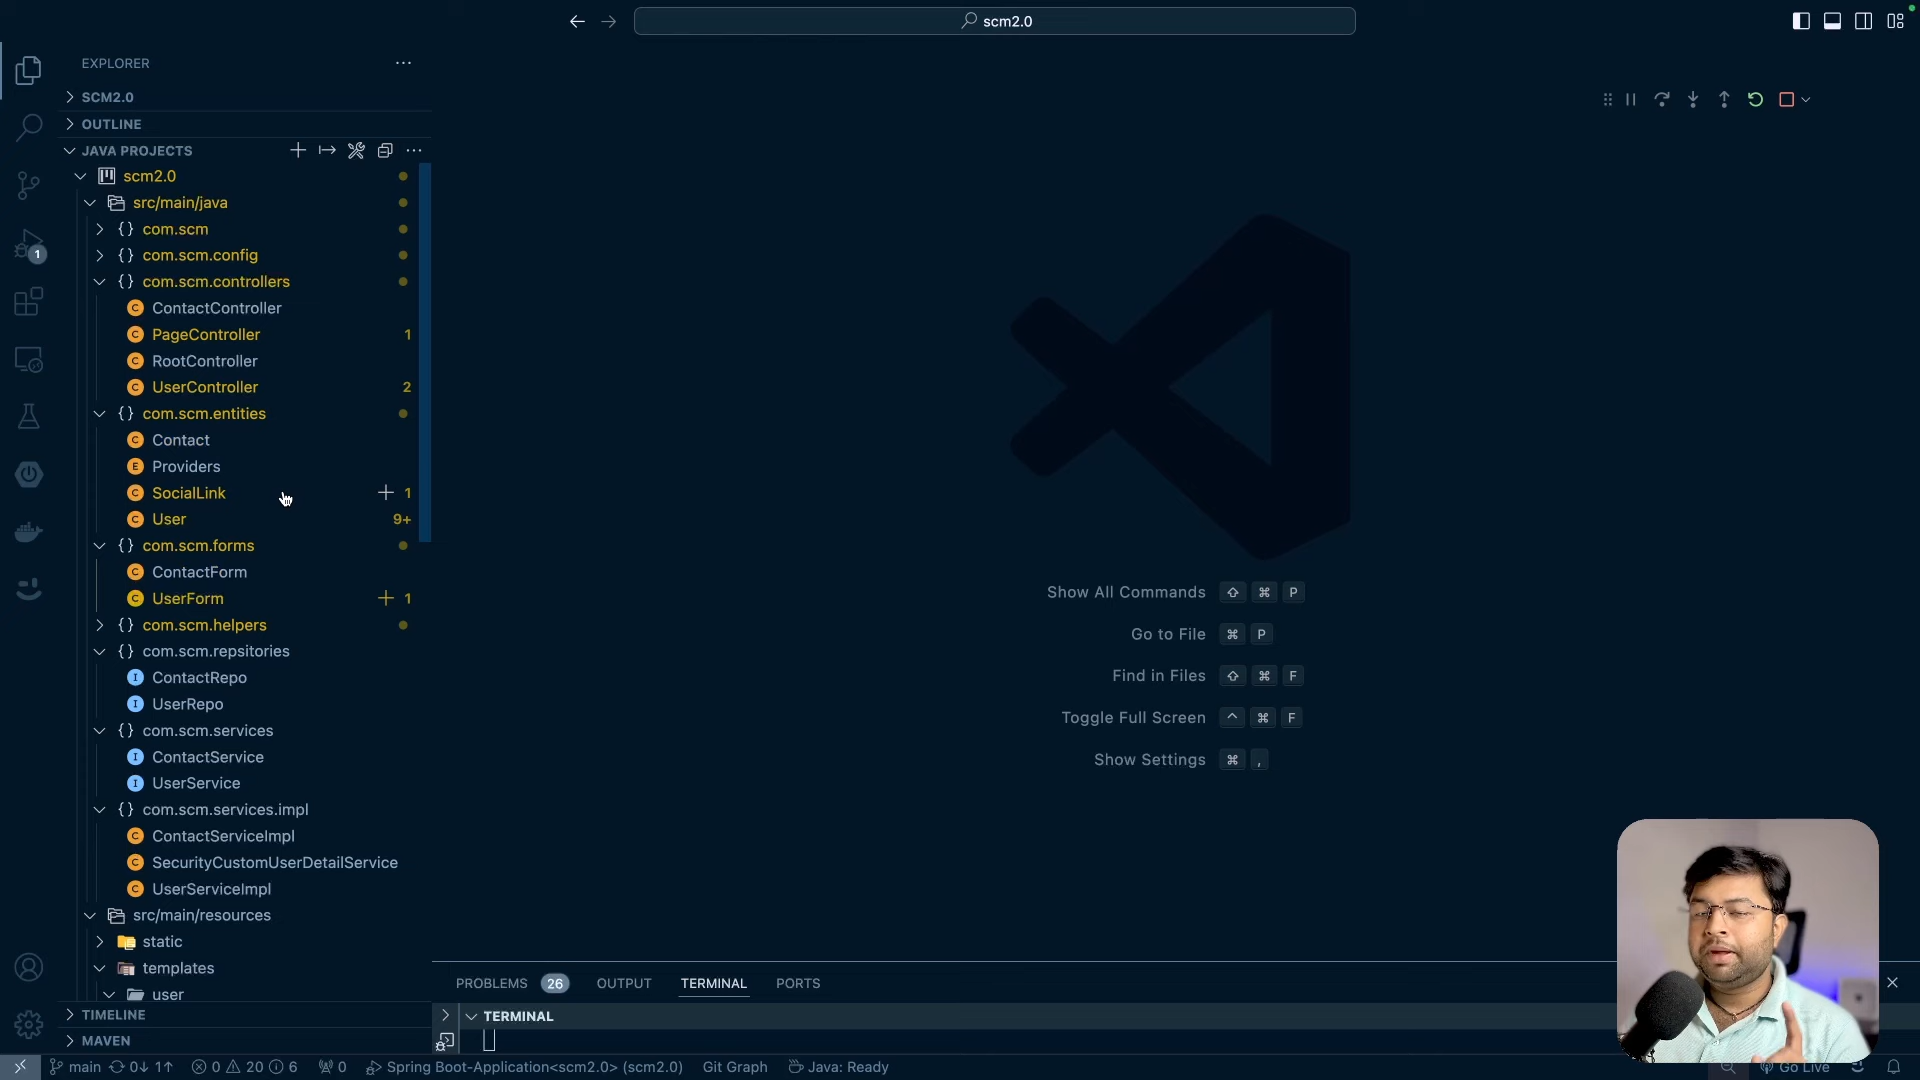 scm2.0
EXPLORER
SCM2.0
OUTLINE
JAVA PROJECTS
scm2.0
src/main/java
com.scm
com.scm.config
com.scm.controllers
ContactController
PageController 1
RootController
UserController 2
com.scm.entities
Contact
Providers
SocialLink 1
User 9+
com.scm.forms
ContactForm
UserForm 1
com.scm.helpers
com.scm.repsitories
ContactRepo
UserRepo
com.scm.services
ContactService
UserService
com.scm.services.impl
ContactServiceImpl
SecurityCustomUserDetailService
UserServiceImpl
src/main/resources
static
templates
user
TIMELINE
MAVEN
1
Show All Commands ⇧ ⌘ P
Go to File ⌘ P
Find in Files ⇧ ⌘ F
Toggle Full Screen ^ ⌘ F
Show Settings ⌘ ,
PROBLEMS 26 OUTPUT TERMINAL PORTS
TERMINAL
main 0↓ 1↑ 0 20 6 0 Spring Boot-Application<scm2.0> (scm2.0) Git Graph Java: Ready Go Live